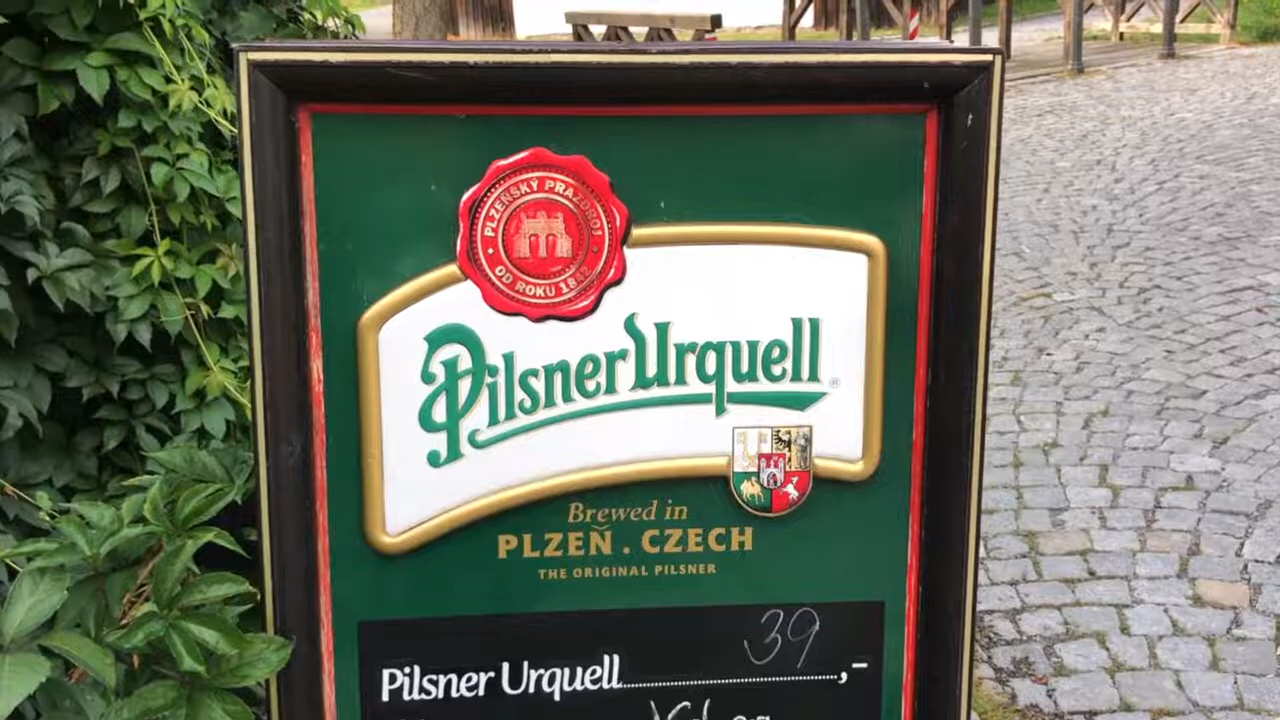 PLZEŇSKÝ PRAZDROJ
OD ROKU 1842
Pilsner Urquell ®
Brewed in
PLZEŇ . CZECH
THE ORIGINAL PILSNER
39
Pilsner Urquell........................,-